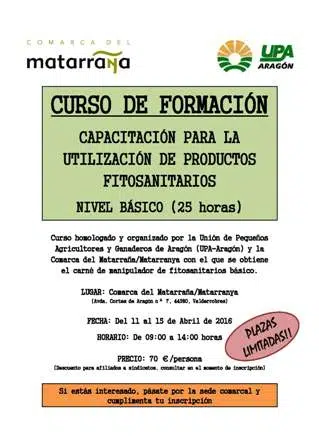 COMARCA DEL
matarraña
UPA
ARAGÓN
CURSO DE FORMACIÓN
CAPACITACIÓN PARA LA
UTILIZACIÓN DE PRODUCTOS
FITOSANITARIOS
NIVEL BÁSICO (25 horas)
Curso homologado y organizado por la Unión de Pequeños
Agricultores y Ganaderos de Aragón (UPA-Aragón) y la
Comarca del Matarraña/Matarranya con el que se obtiene
el carné de manipulador de fitosanitarios básico.
LUGAR: Comarca del Matarraña/Matarranya
(Avda. Cortes de Aragón nº 7, 44580, Valderrobres)
FECHA: Del 11 al 15 de Abril de 2016
HORARIO: De 09:00 a 14:00 horas
PLAZAS
LIMITADAS!!
PRECIO: 70 €/persona
(Descuento para afiliados a sindicatos, consultar en el momento de inscripción)
Si estás interesado, pásate por la sede comarcal y
cumplimenta tu inscripción